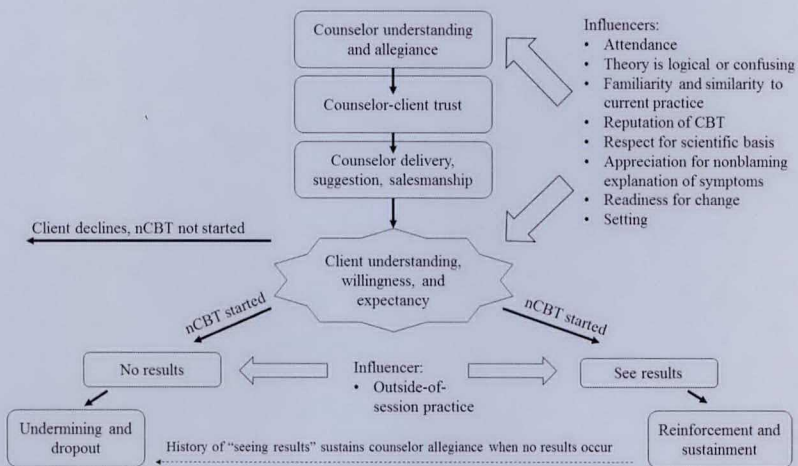 Counselor understanding
and allegiance
Counselor-client trust
Counselor delivery,
suggestion, salesmanship
Influencers:
• Attendance
• Theory is logical or confusing
• Familiarity and similarity to
current practice
• Reputation of CBT
• Respect for scientific basis
• Appreciation for nonblaming
explanation of symptoms
• Readiness for change
• Setting
Client declines, nCBT not started
Client understanding,
willingness, and
expectancy
nCBT started
nCBT started
No results
Influencer:
• Outside-of-
session practice
See results
Undermining and
dropout
History of “seeing results” sustains counselor allegiance when no results occur
Reinforcement and
sustainment